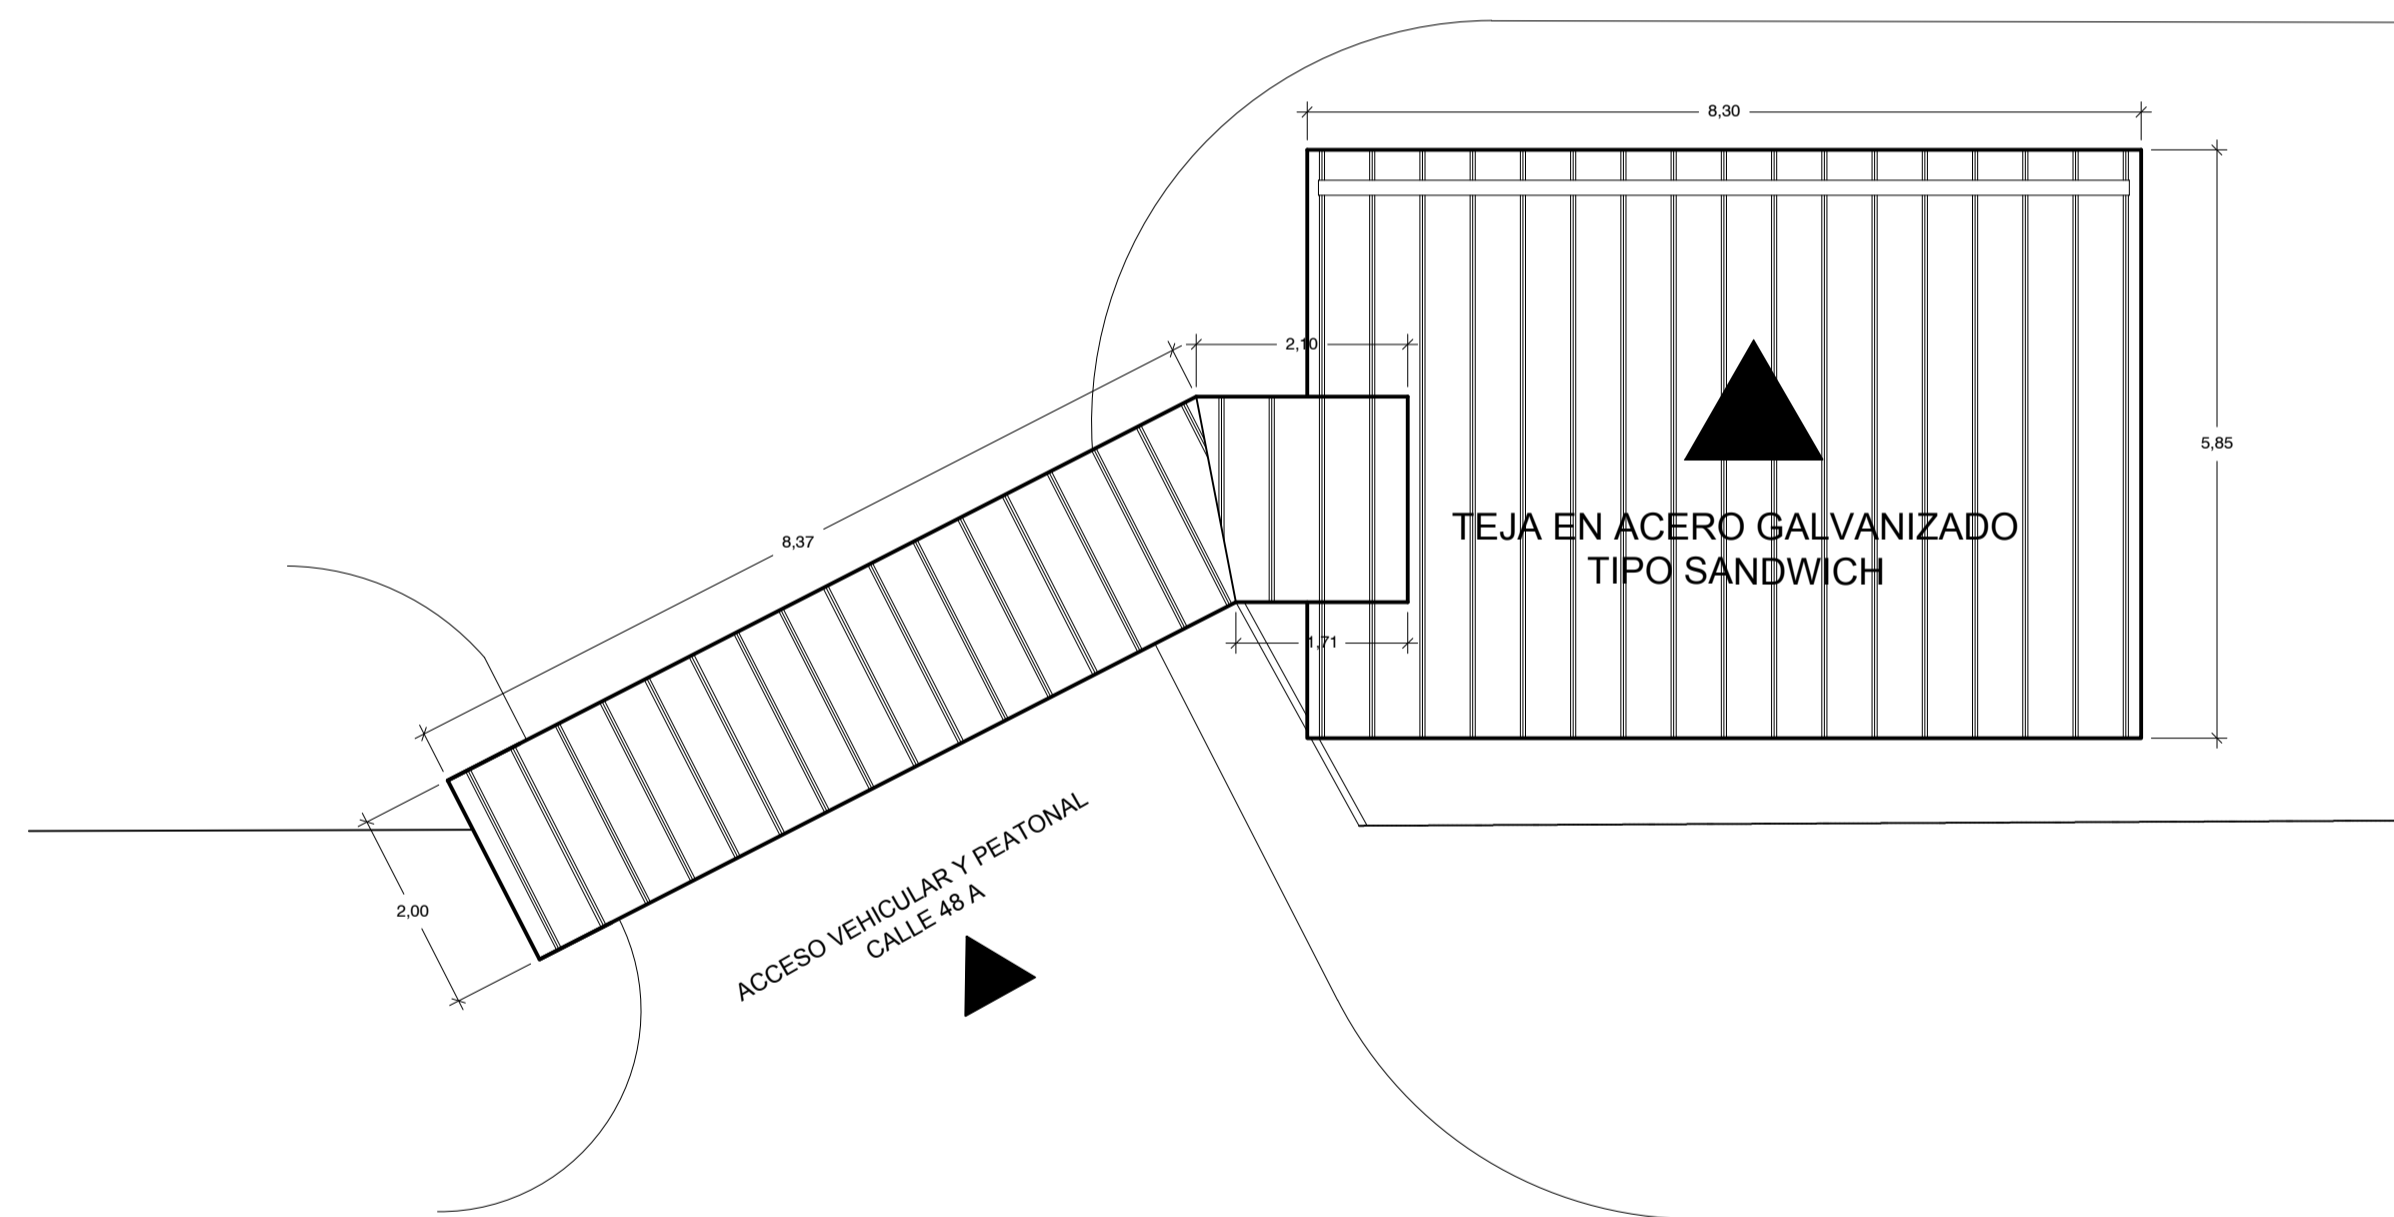 8,30
2,10
5,85
TEJA EN ACERO GALVANIZADO
TIPO SANDWICH
8,37
1,71
ACCESO VEHICULAR Y PEATONAL
CALLE 48 A
2,00